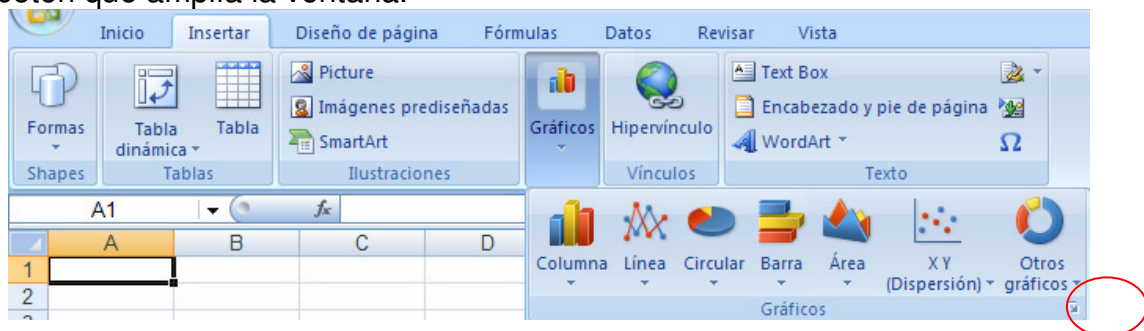 botón que amplía la ventana.
Inicio Insertar Diseño de página Fórmulas Datos Revisar Vista
Formas
Shapes
Tabla dinámica
Tabla
Tablas
Picture
Imágenes prediseñadas
SmartArt
Ilustraciones
Gráficos
Hipervínculo
Vínculos
Text Box
Encabezado y pie de página
WordArt
Ω
Texto
A1 fx
A B C D
1
2
Columna Línea Circular Barra Área X Y (Dispersión) Otros gráficos
Gráficos